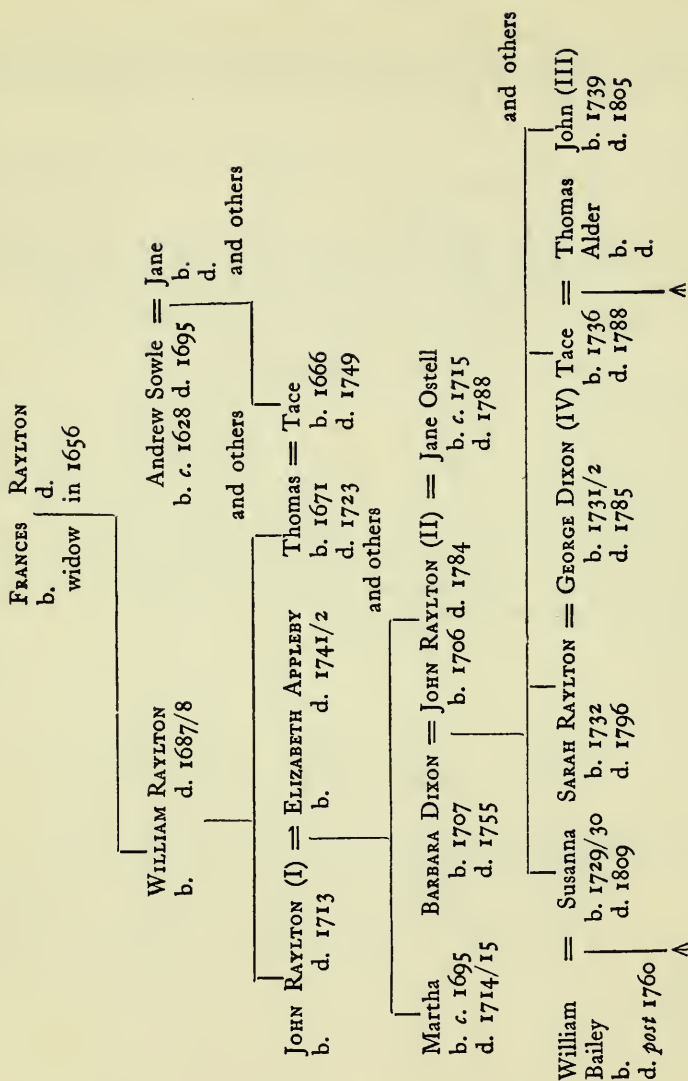 FRANCES RAYLTON
b. d.
widow in 1656
WILLIAM RAYLTON
b. d. 1687/8
Andrew Sowle = Jane
b. c. 1628 d. 1695 b.
d.
and others
and others
JOHN RAYLTON (I) = ELIZABETH APPLEBY
b. d. 1713 b. d. 1741/2
Thomas = Tace
b. 1671 b. 1666
d. 1723 d. 1749
and others
Martha
b. c. 1695
d. 1714/15
BARBARA DIXON = JOHN RAYLTON (II) = Jane Ostell
b. 1707 b. 1706 d. 1784 b. c. 1715
d. 1755 d. 1788
and others
William = Susanna
Bailey b. 1729/30
b. d. 1809
d. post 1760
SARAH RAYLTON = GEORGE DIXON (IV)
b. 1732 b. 1731/2
d. 1796 d. 1785
Tace = Thomas
b. 1736 Alder
d. 1788 b.
d.
John (III)
b. 1739
d. 1805